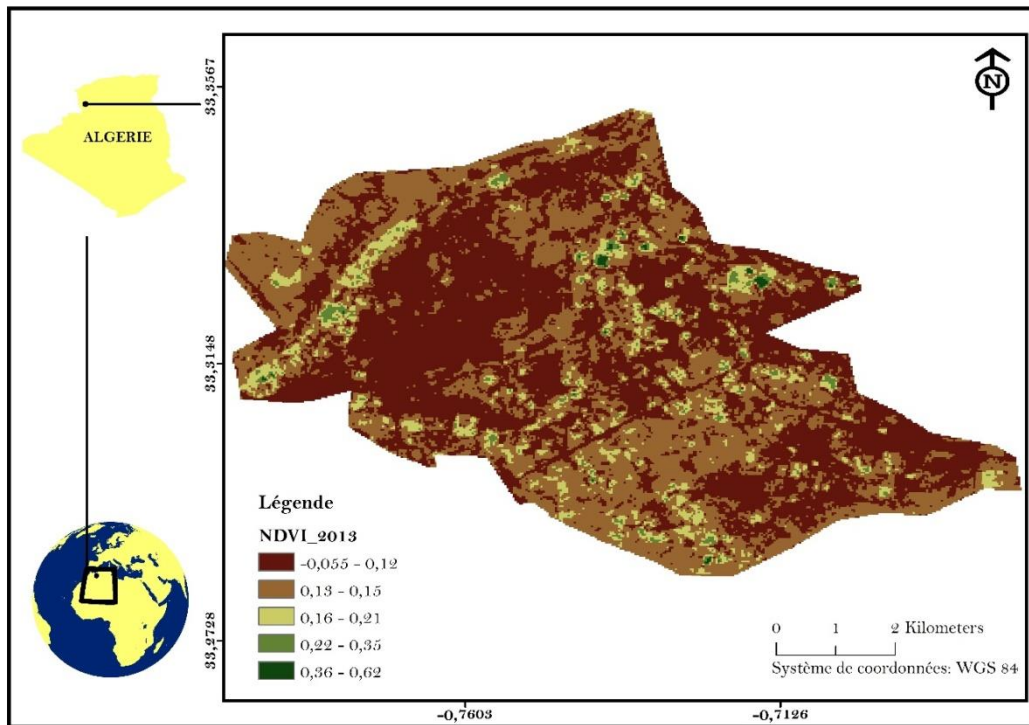 ALGERIE
33,3567
33,3148
33,2728
N
Légende
NDVI_2013
-0,055 - 0,12
0,13 - 0,15
0,16 - 0,21
0,22 - 0,35
0,36 - 0,62
0 1 2 Kilometers
Système de coordonnées: WGS 84
-0,7603
-0,7126